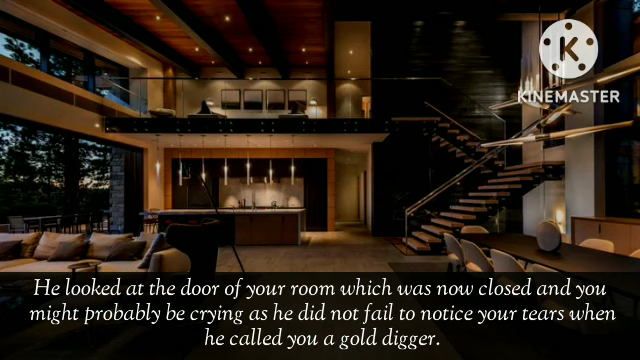 KINEMASTER
He looked at the door of your room which was now closed and you
might probably be crying as he did not fail to notice your tears when
he called you a gold digger.